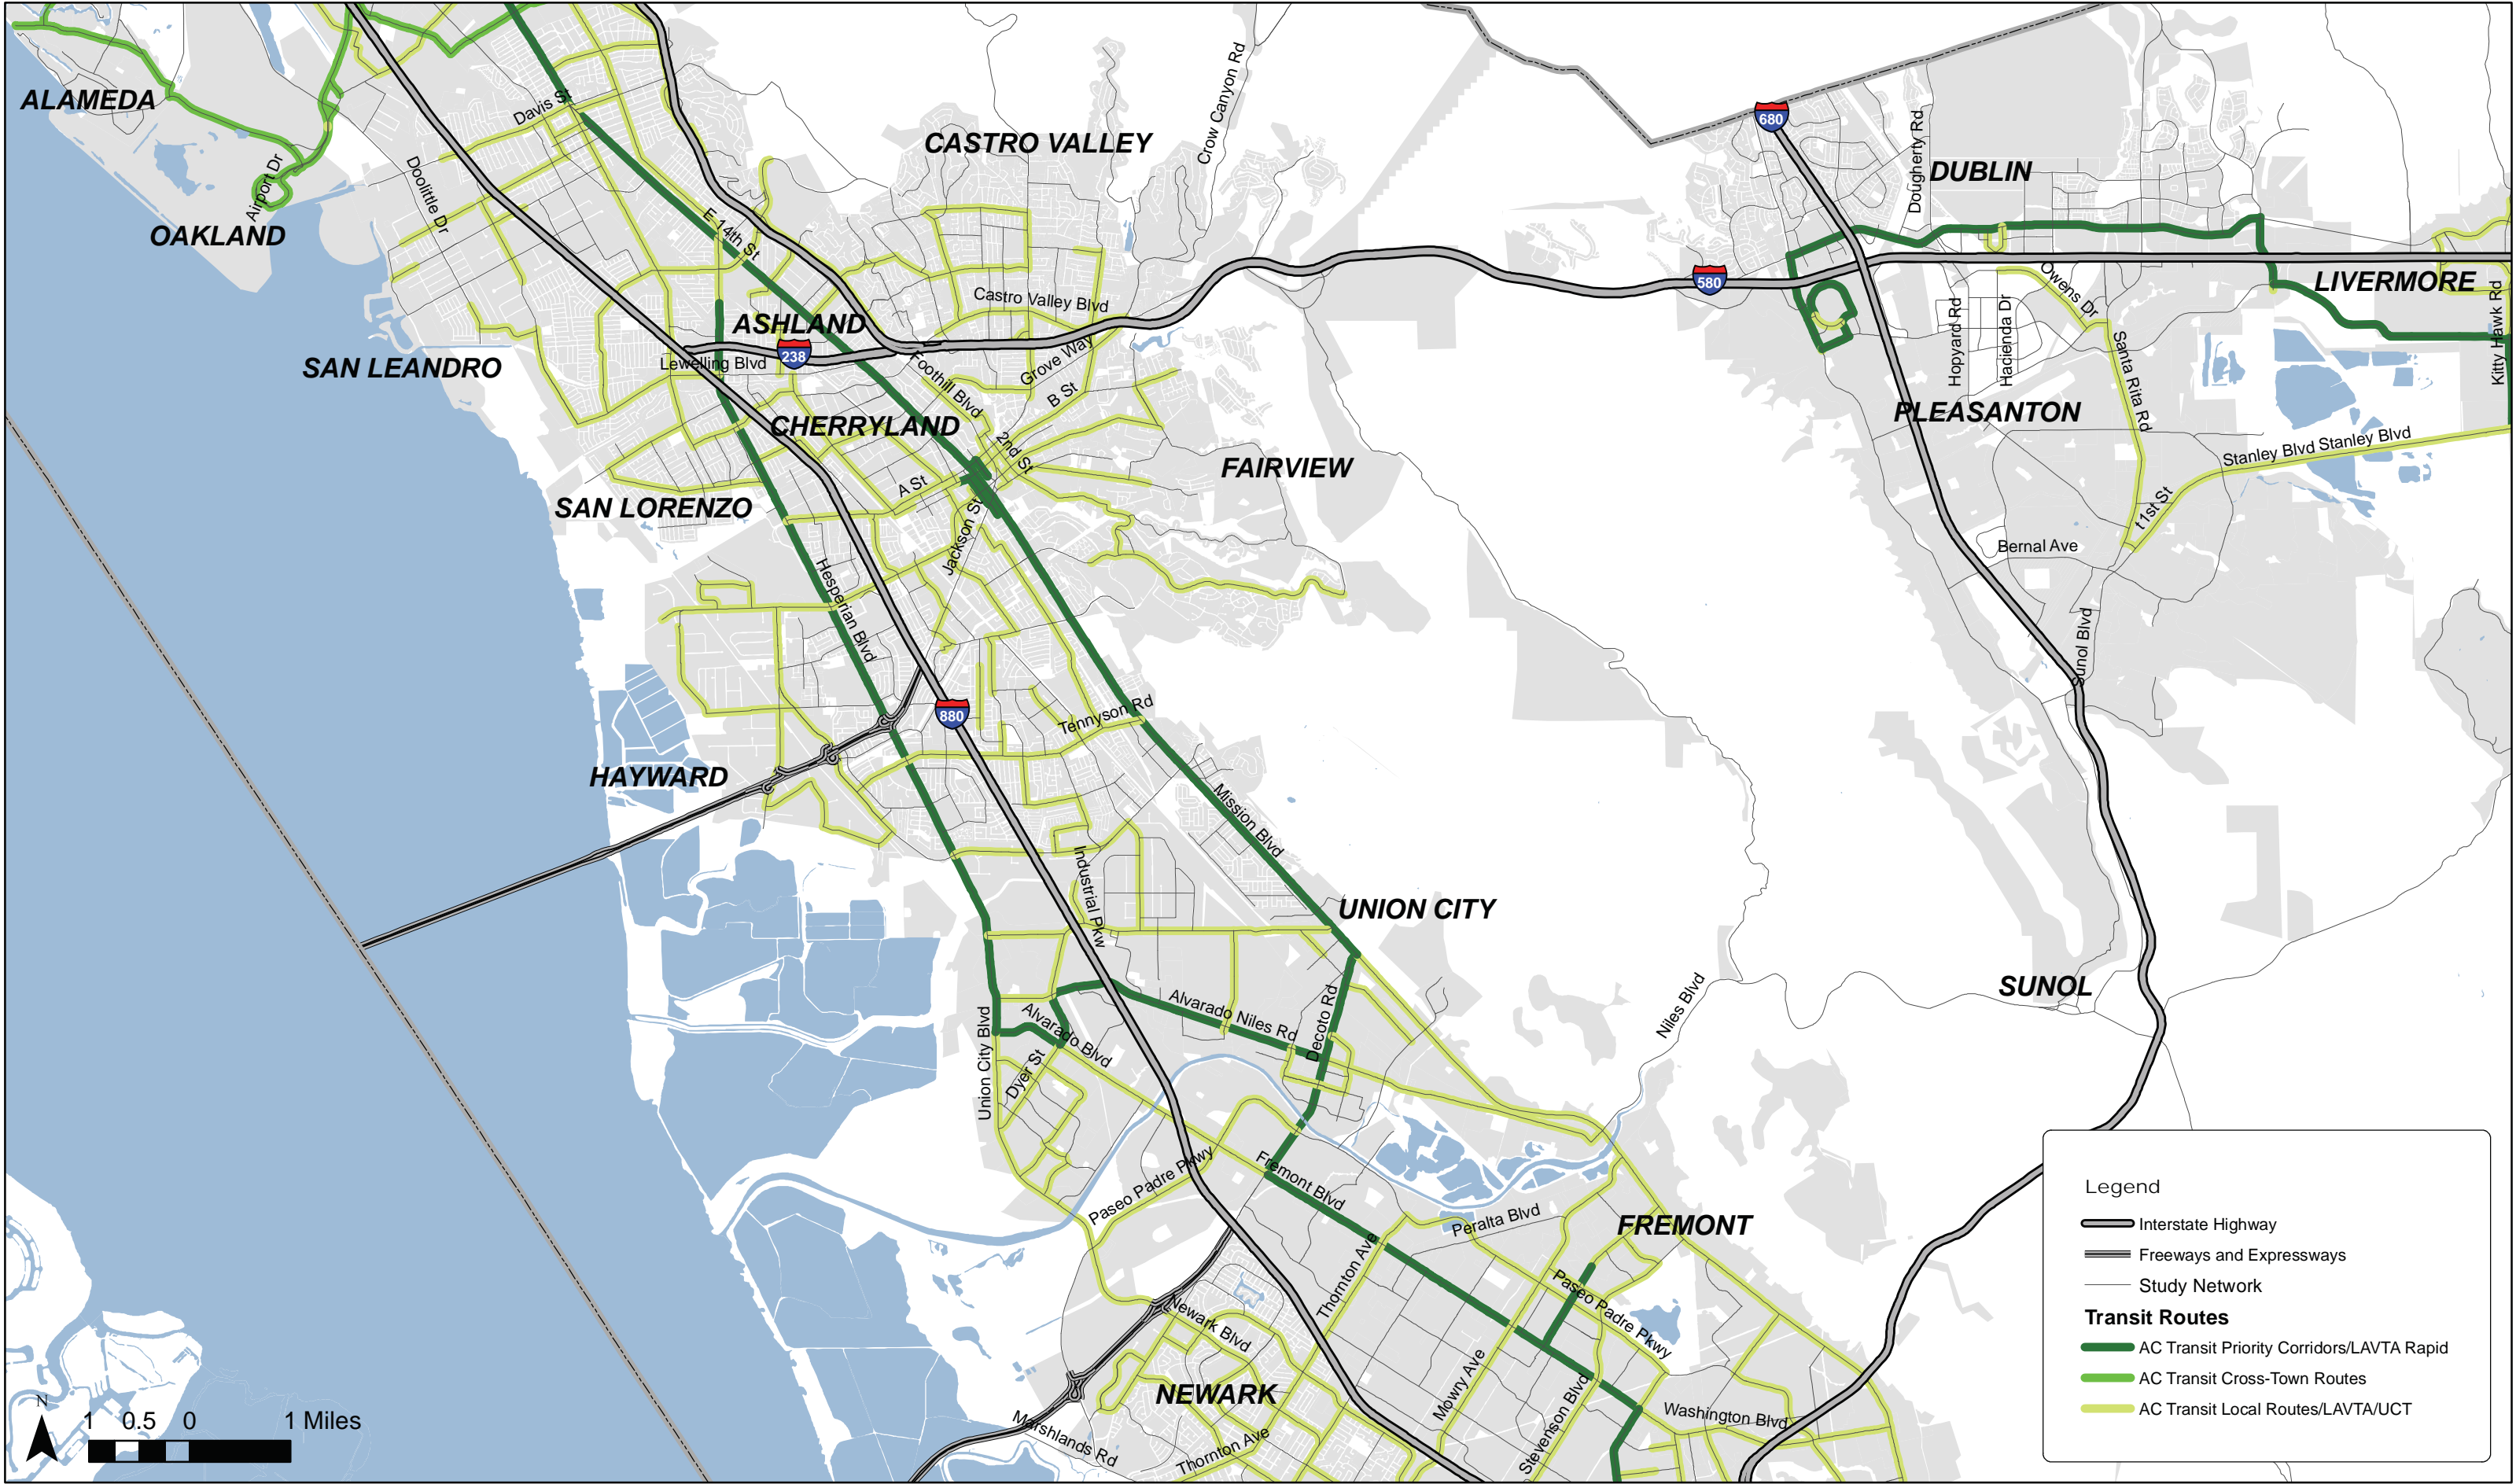 ALAMEDA
OAKLAND
Airport Dr
Doolittle Dr
Davis St
E 14th St
CASTRO VALLEY
Crow Canyon Rd
680
Dougherty Rd
DUBLIN
580
LIVERMORE
Kitty Hawk Rd
Owens Dr
Hopyard Rd
Hacienda Dr
Santa Rita Rd
Castro Valley Blvd
ASHLAND
238
Lewelling Blvd
SAN LEANDRO
Foothill Blvd
Grove Way
B St
CHERRYLAND
2nd St
PLEASANTON
Stanley Blvd Stanley Blvd
FAIRVIEW
A St
SAN LORENZO
Jackson St
t1st St
Bernal Ave
Hesperian Blvd
Sunol Blvd
880
Tennyson Rd
HAYWARD
Mission Blvd
Industrial Pkw
UNION CITY
SUNOL
Niles Blvd
Alvarado Niles Rd
Decoto Rd
Union City Blvd
Alvarado Blvd
Dyer St
Paseo Padre Pkwy
Fremont Blvd
Peralta Blvd
FREMONT
Thornton Ave
Paseo Padre Pkwy
Newark Blvd
NEWARK
Mowry Ave
Stevenson Blvd
Washington Blvd
Marshlands Rd
Thornton Ave
N
1 0.5 0 1 Miles
Legend
Interstate Highway
Freeways and Expressways
Study Network
Transit Routes
AC Transit Priority Corridors/LAVTA Rapid
AC Transit Cross-Town Routes
AC Transit Local Routes/LAVTA/UCT